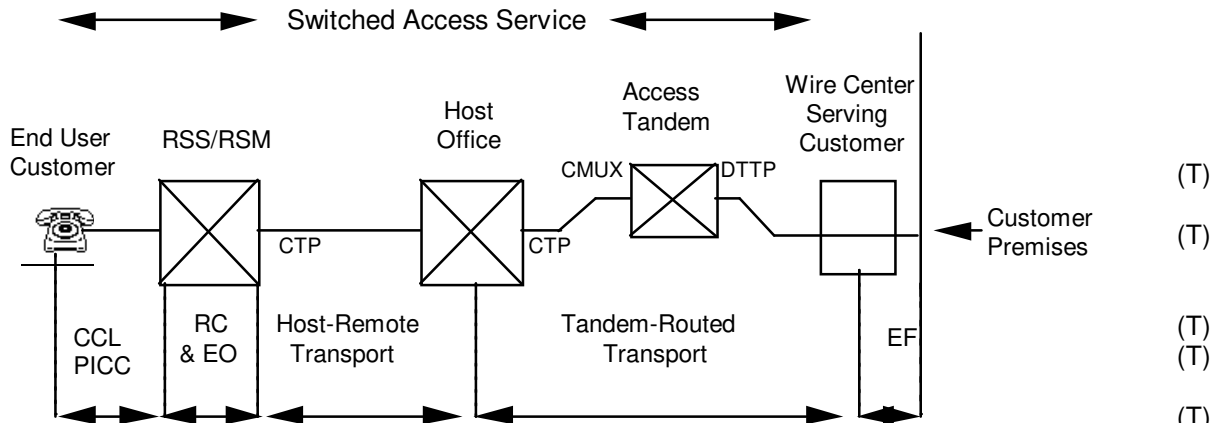 Switched Access Service
End User
Customer
RSS/RSM
Host
Office
Access
Tandem
Wire Center
Serving
Customer
CMUX
DTTP
(T)
CTP
CTP
Customer
Premises
(T)
CCL
PICC
RC
& EO
Host-Remote
Transport
Tandem-Routed
Transport
EF
(T)
(T)
(T)